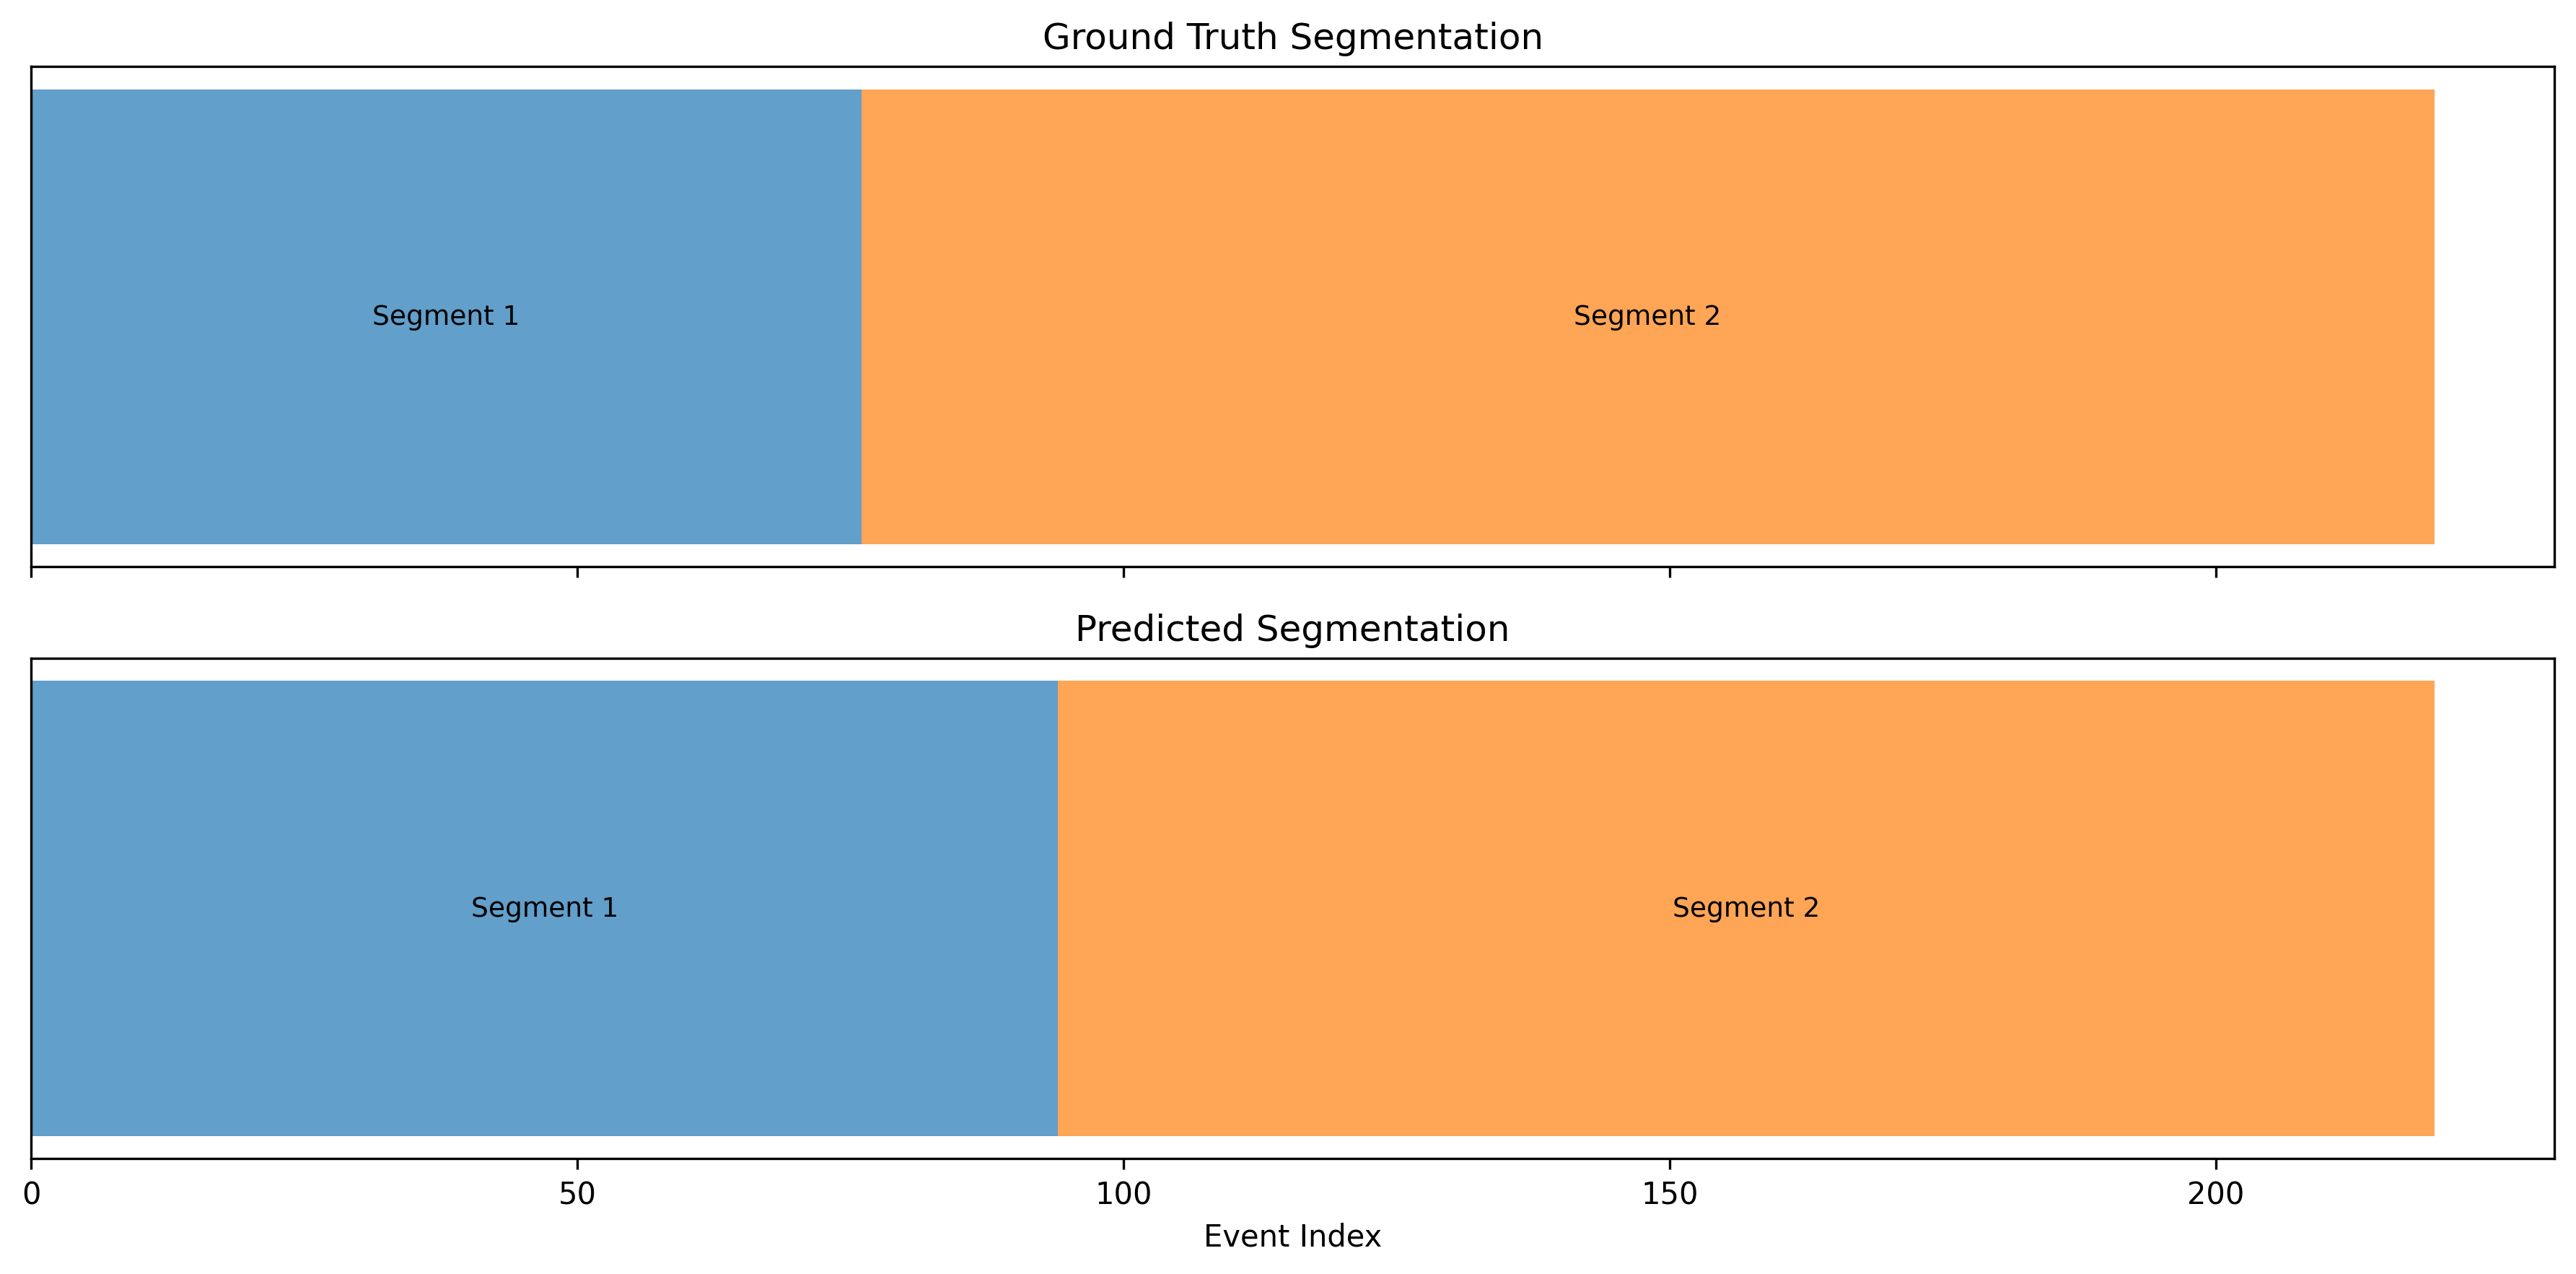 Ground Truth Segmentation
Segment 1 Segment 2
Predicted Segmentation
Segment 1 Segment 2
0 50 100 150 200
Event Index